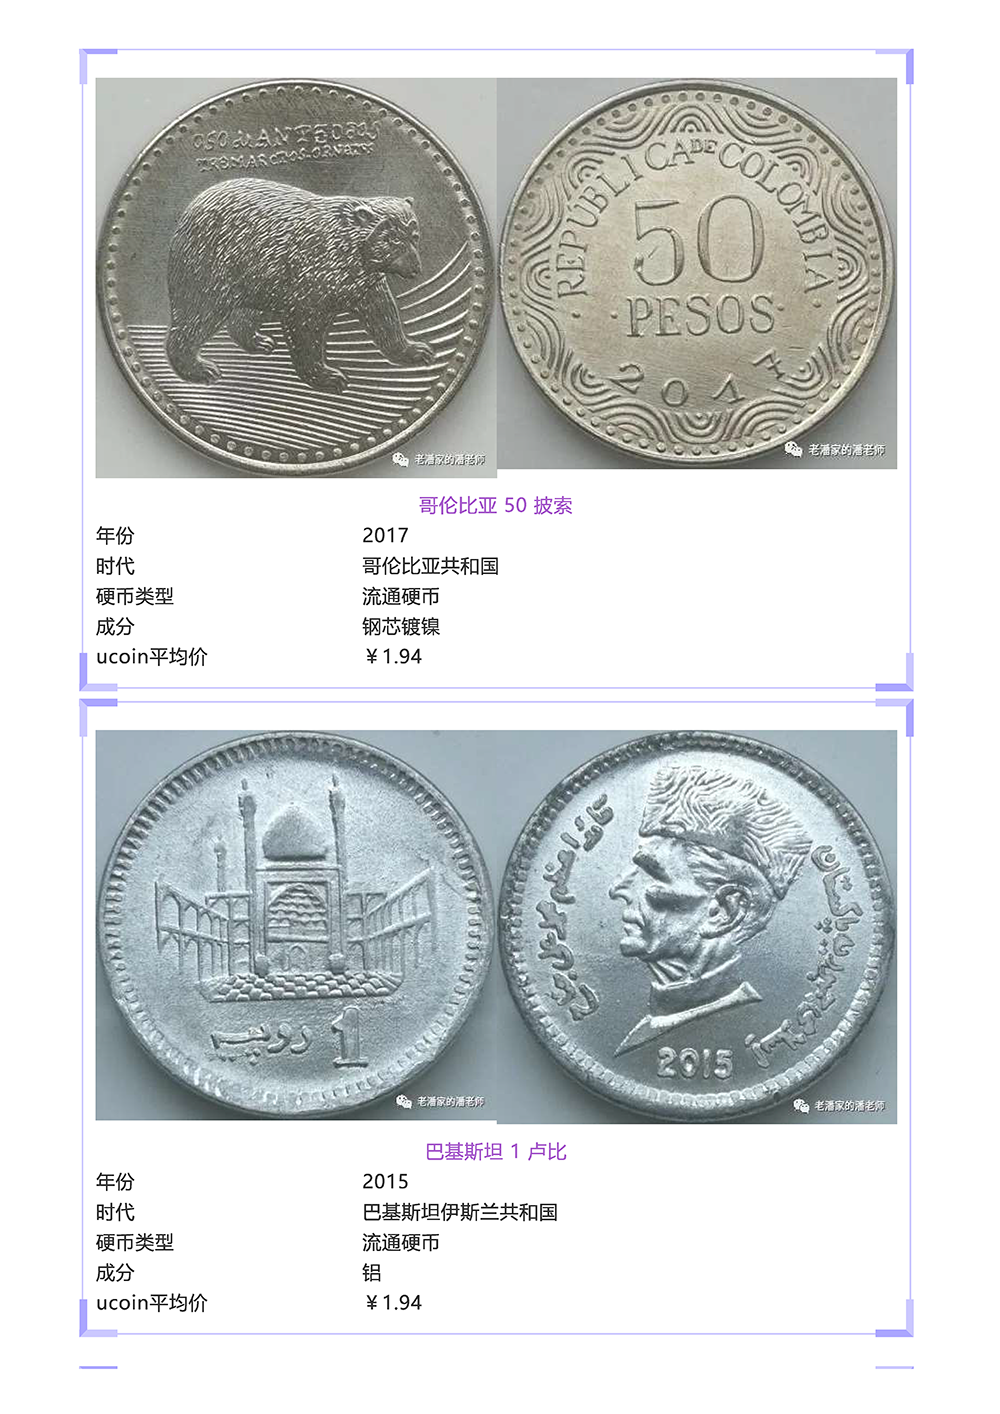 OSO DE ANTEOJOS
TREMARCTOS ORNATUS
REPUBLICA DE COLOMBIA
50
PESOS
2017
老潘家的潘老师
老潘家的潘老师
哥伦比亚 50 披索
年份 2017
时代 哥伦比亚共和国
硬币类型 流通硬币
成分 钢芯镀镍
ucoin平均价 ￥1.94
روپیہ 1
قائد اعظم محمد علی جناح
2015
老潘家的潘老师
老潘家的潘老师
巴基斯坦 1 卢比
年份 2015
时代 巴基斯坦伊斯兰共和国
硬币类型 流通硬币
成分 铝
ucoin平均价 ￥1.94